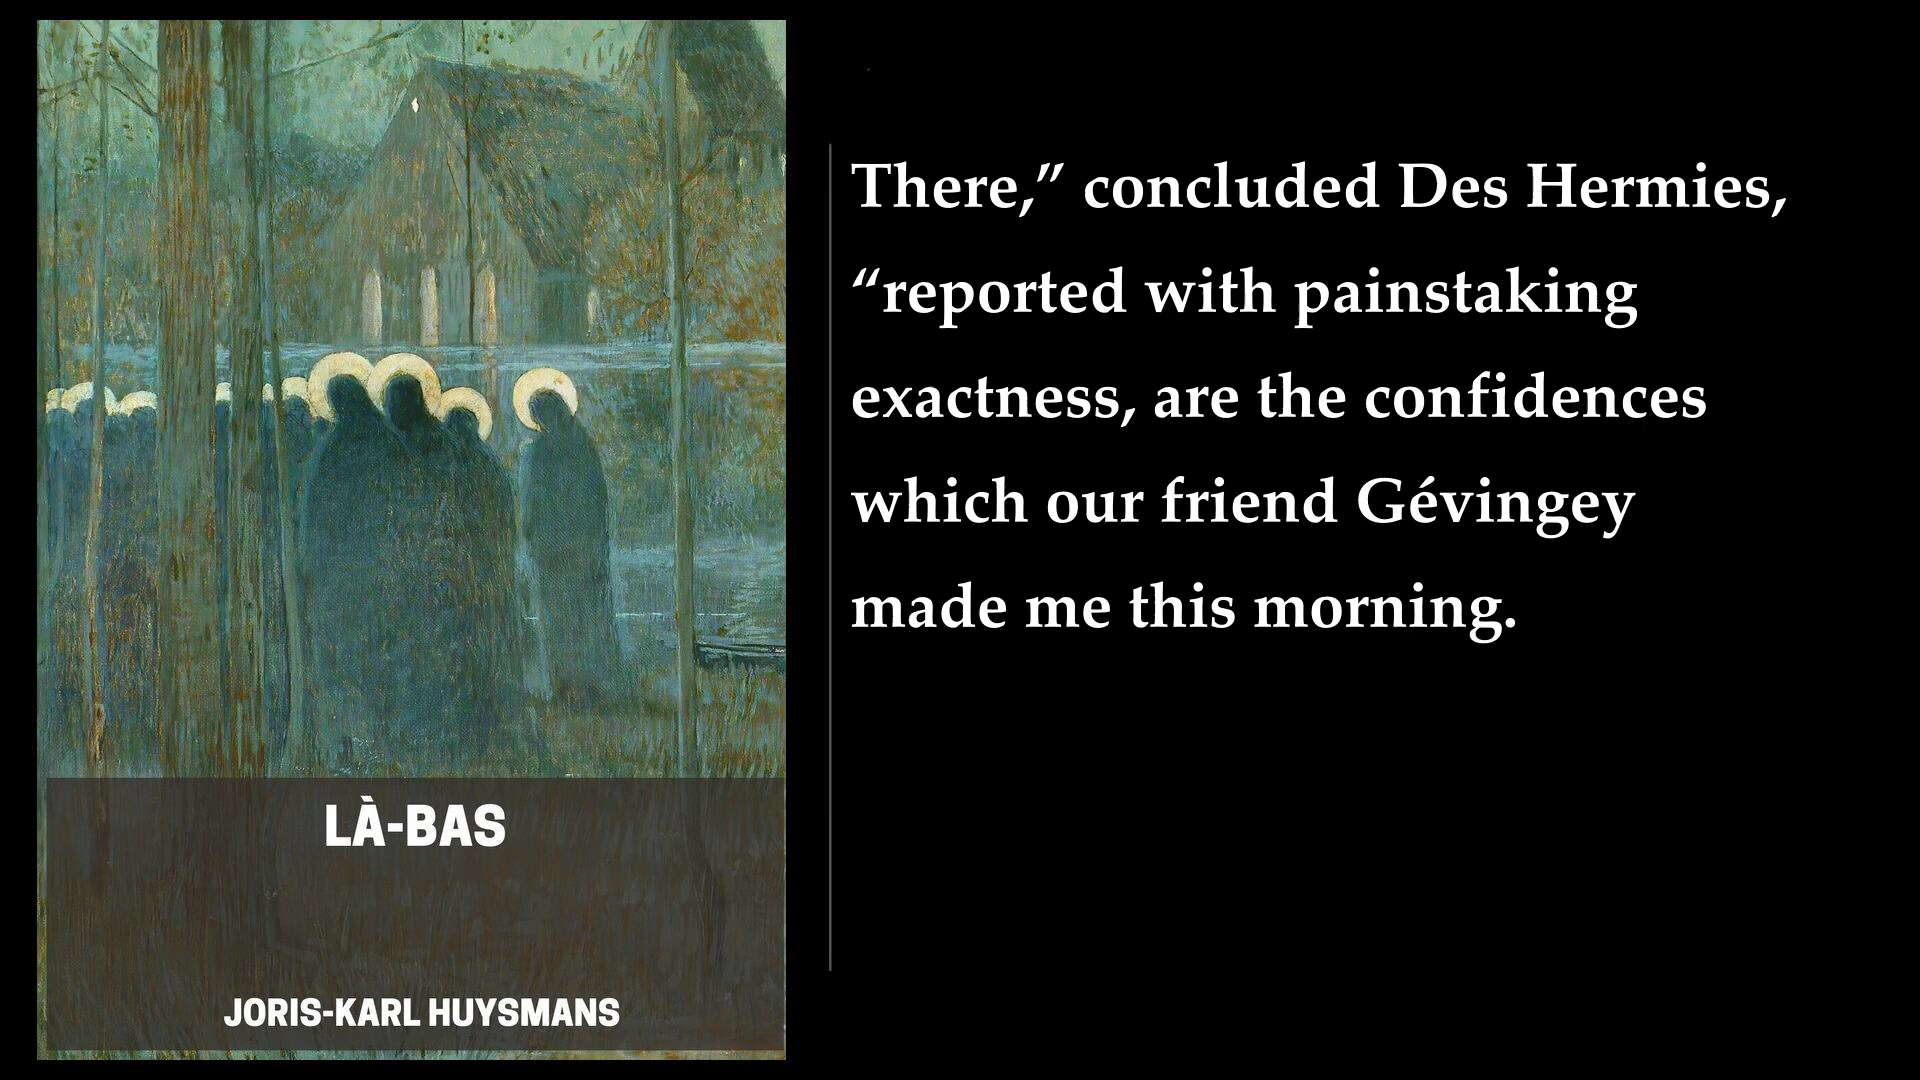 LÀ-BAS
JORIS-KARL HUYSMANS
There,” concluded Des Hermies,
“reported with painstaking
exactness, are the confidences
which our friend Gévingey
made me this morning.